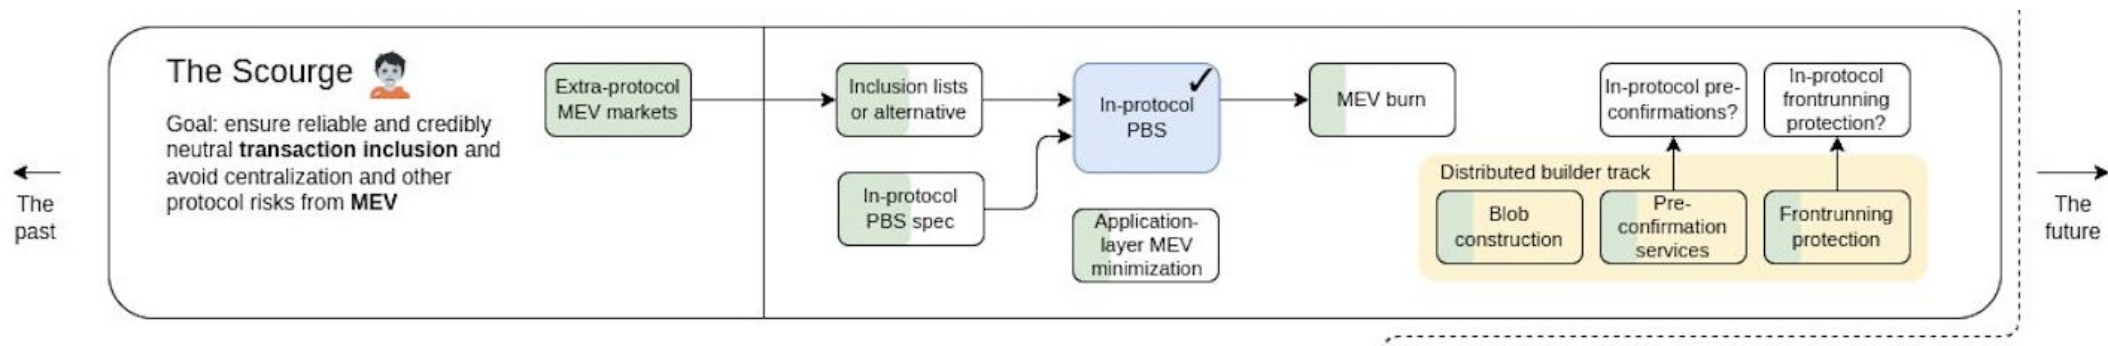 The Scourge
Goal: ensure reliable and credibly
neutral transaction inclusion and
avoid centralization and other
protocol risks from MEV
The
past
Extra-protocol
MEV markets
Inclusion lists
or alternative
In-protocol
PBS spec
In-protocol
PBS
Application-
layer MEV
minimization
MEV burn
In-protocol pre-
confirmations?
In-protocol
frontrunning
protection?
Distributed builder track
Blob
construction
Pre-
confirmation
services
Frontrunning
protection
The
future